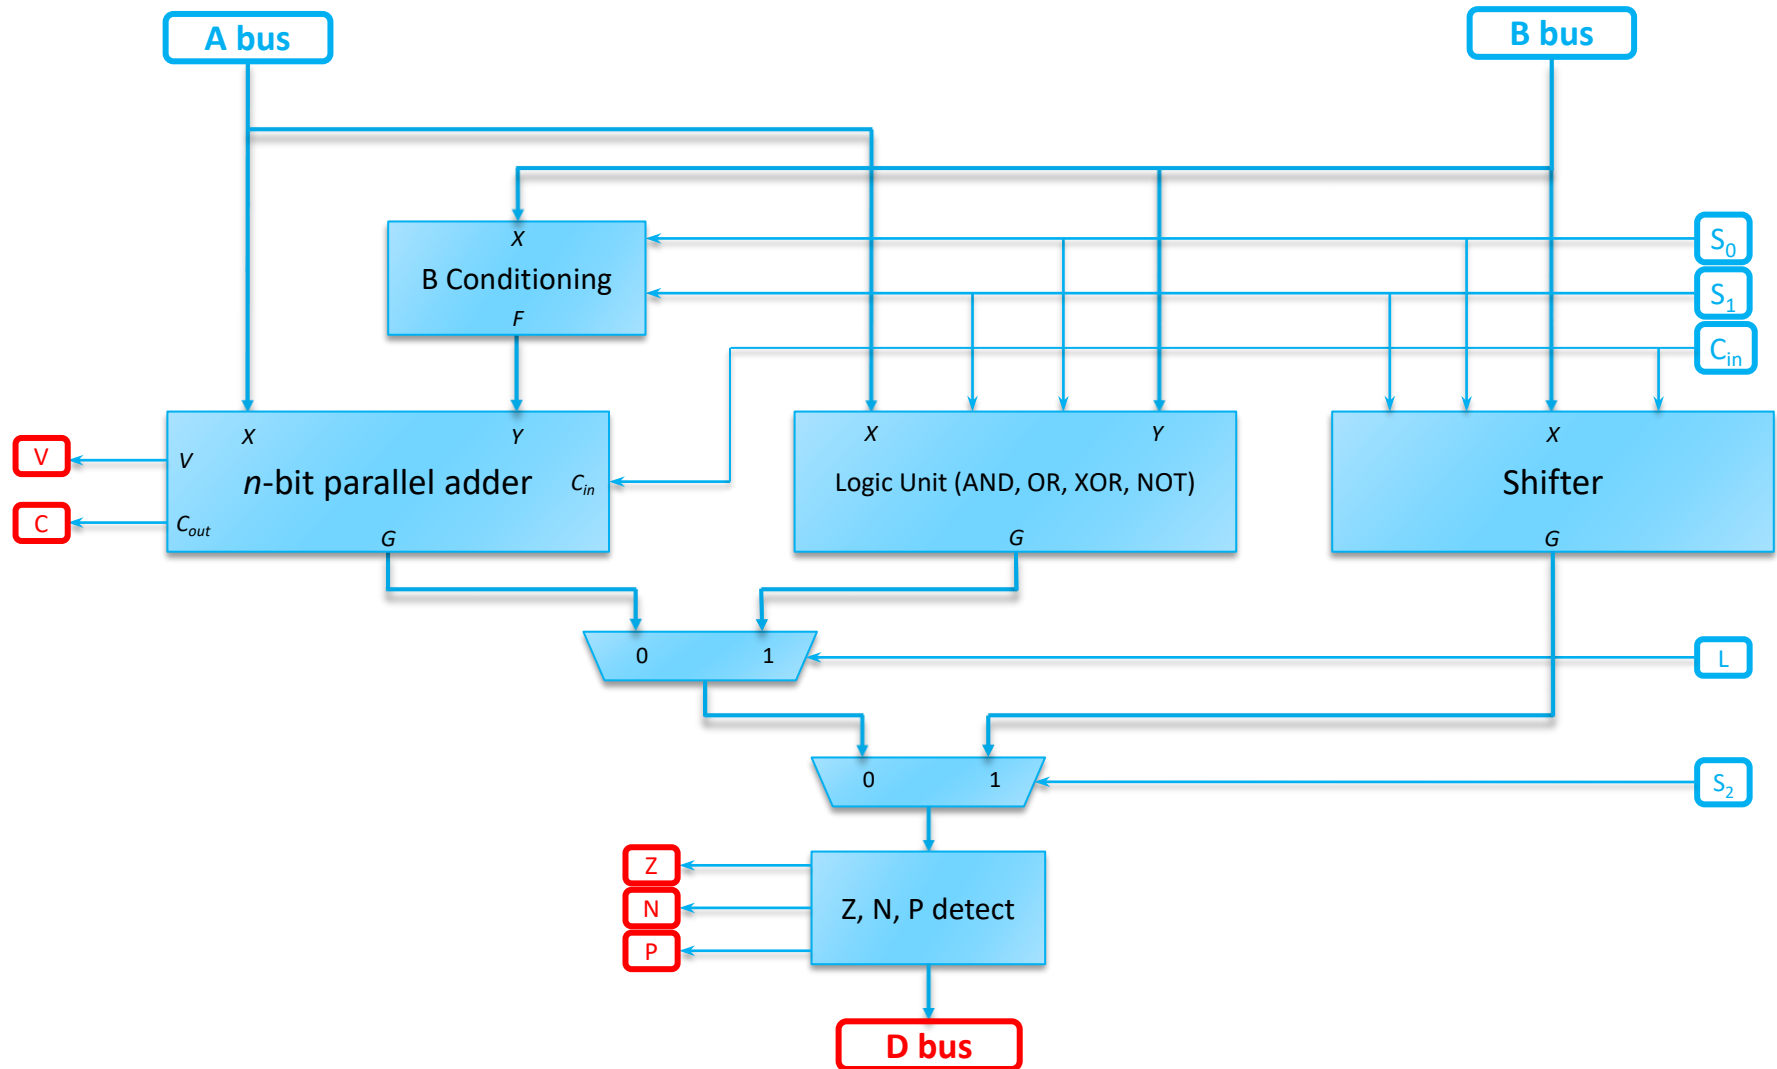 A bus
B bus
X
B Conditioning
F
S₀
S₁
Cᵢₙ
X
Y
V
n-bit parallel adder
Cᵢₙ
Cₒᵤₜ
G
V
C
X
Y
Logic Unit (AND, OR, XOR, NOT)
G
X
Shifter
G
0
1
L
0
1
S₂
Z
N
P
Z, N, P detect
D bus